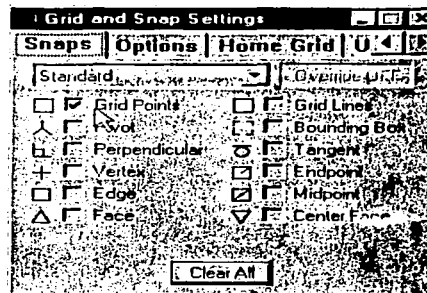 Grid and Snap Settings
Snaps Options Home Grid U
Standard Override OFF
Grid Points Grid Lines
Pivot Bounding Box
Perpendicular Tangent
Vertex Endpoint
Edge Midpoint
Face Center Face
Clear All